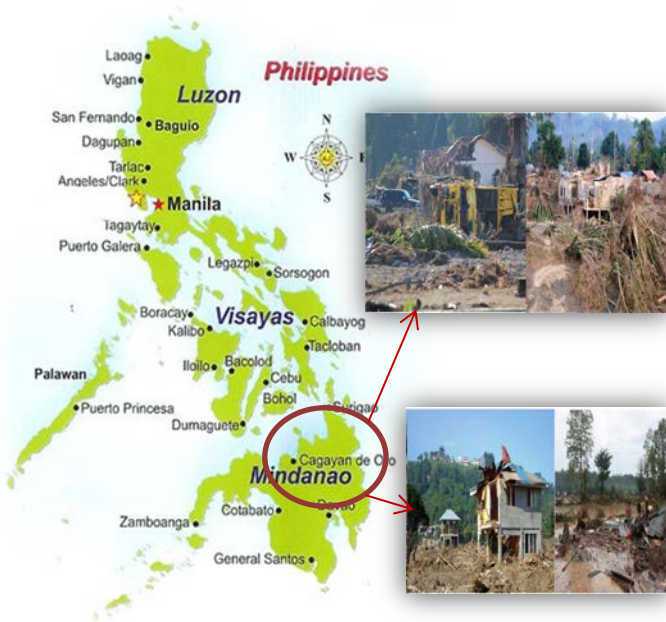 Philippines
Laoag
Vigan
Luzon
San Fernando
Baguio
Dagupan
Tarlac
Angeles/Clark
N
W
E
S
Manila
Tagaytay
Puerto Galera
Legazpi
Sorsogon
Boracay
Visayas
Calbayog
Kalibo
Tacloban
Iloilo
Bacolod
Palawan
Cebu
Bohol
Puerto Princesa
Surigao
Dumaguete
Cagayan de Oro
Mindanao
Cotabato
Davao
Zamboanga
General Santos